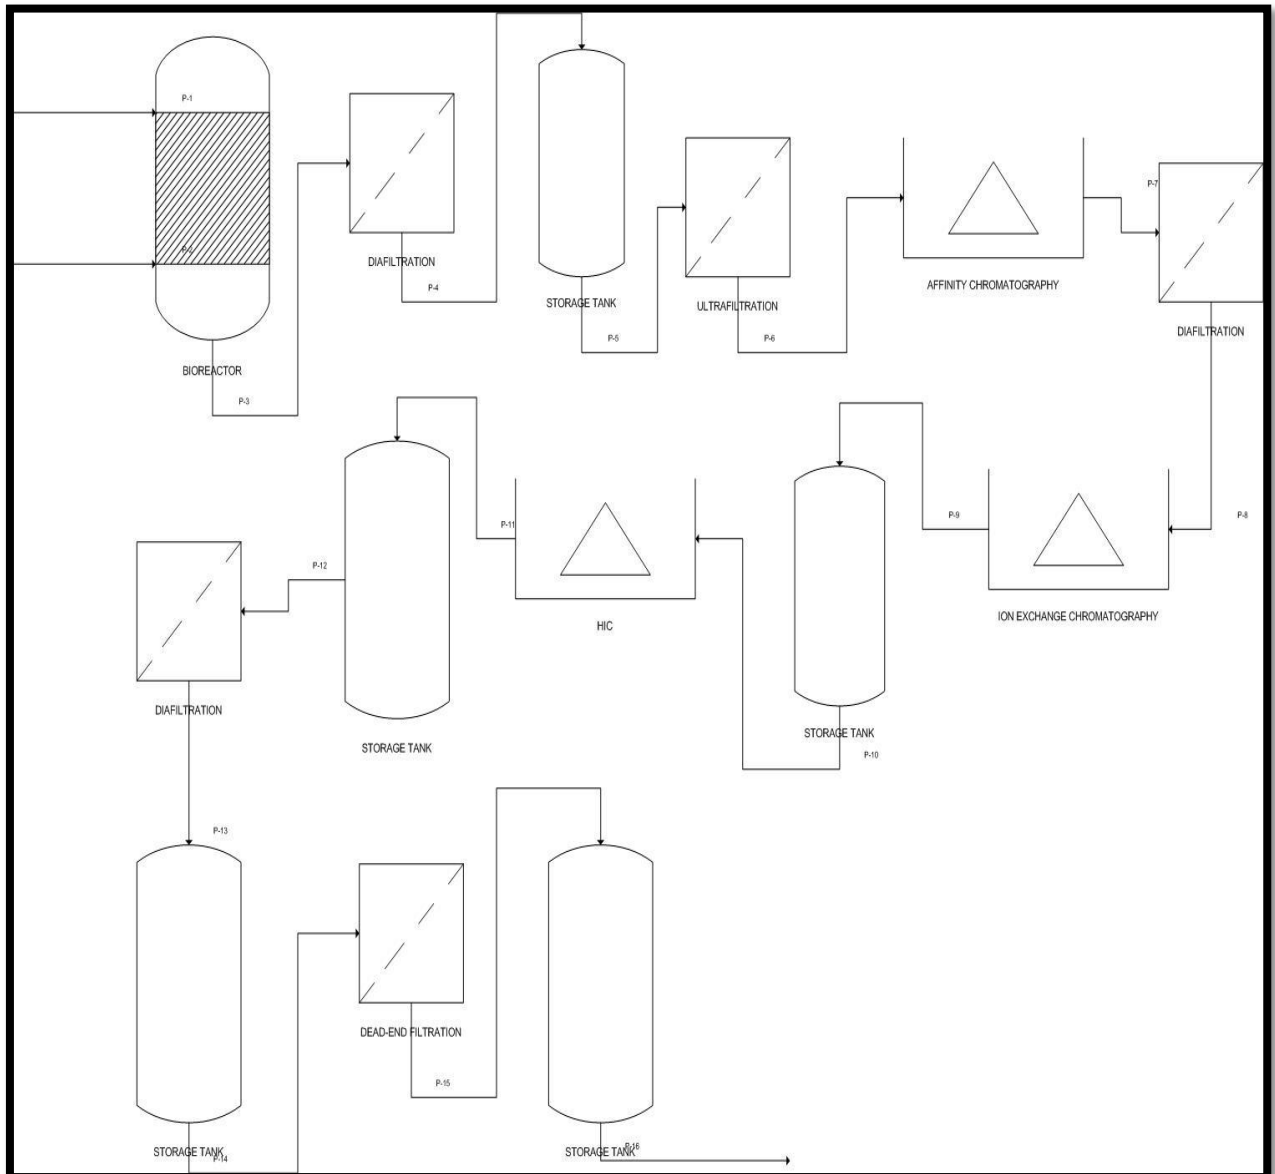 P-1
P-2
BIOREACTOR
P-3
DIAFILTRATION
P-4
STORAGE TANK
P-5
ULTRAFILTRATION
P-6
AFFINITY CHROMATOGRAPHY
P-7
DIAFILTRATION
P-8
ION EXCHANGE CHROMATOGRAPHY
P-9
STORAGE TANK
P-10
HIC
P-11
STORAGE TANK
P-12
DIAFILTRATION
P-13
STORAGE TANK
P-14
DEAD-END FILTRATION
P-15
STORAGE TANK
P-16